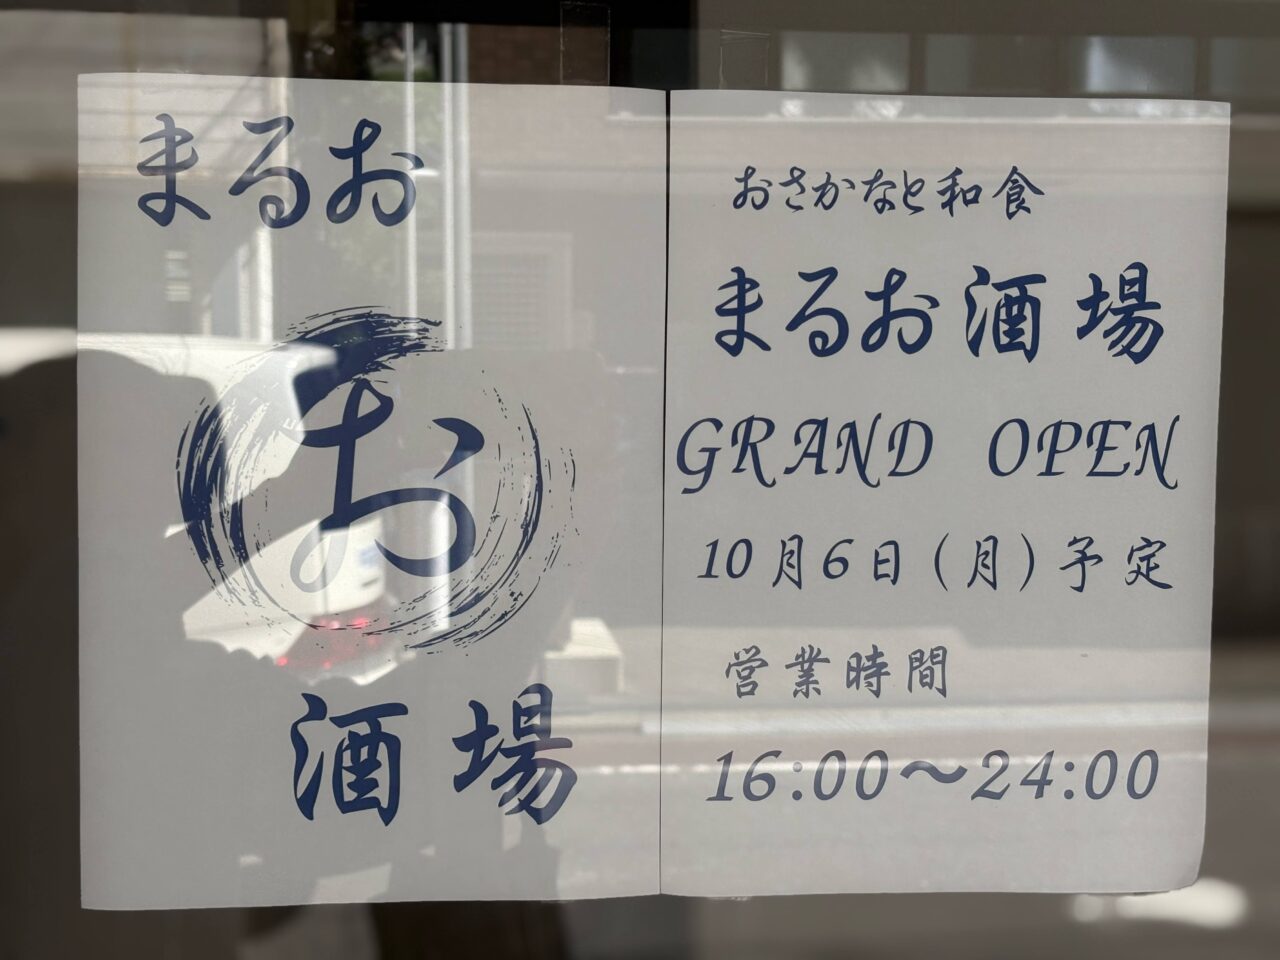 まるお
お
酒場
おさかなと和食
まるお酒場
GRAND OPEN
10月6日(月)予定
営業時間
16:00〜24:00